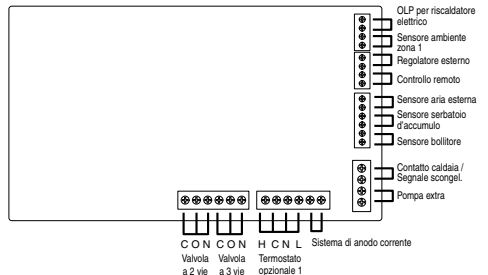 OLP per riscaldatore
elettrico
Sensore ambiente
zona 1
Regolatore esterno
Controllo remoto
Sensore aria esterna
Sensore serbatoio
d'accumulo
Sensore bollitore
Contatto caldaia /
Segnale scongel.
Pompa extra
C O N C O N H C N L
Sistema di anodo corrente
Valvola Valvola Termostato
a 2 vie a 3 vie opzionale 1